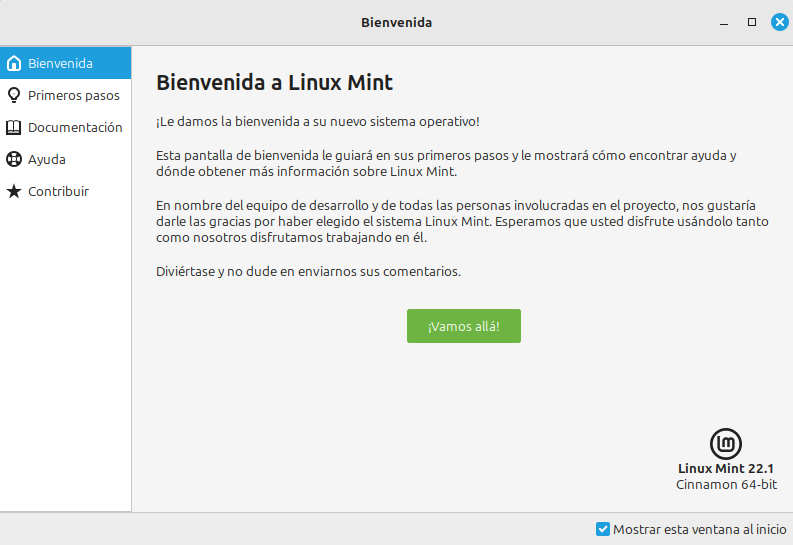 Bienvenida
Bienvenida
Primeros pasos
Documentación
Ayuda
Contribuir
Bienvenida a Linux Mint
¡Le damos la bienvenida a su nuevo sistema operativo!
Esta pantalla de bienvenida le guiará en sus primeros pasos y le mostrará cómo encontrar ayuda y
dónde obtener más información sobre Linux Mint.
En nombre del equipo de desarrollo y de todas las personas involucradas en el proyecto, nos gustaría
darle las gracias por haber elegido el sistema Linux Mint. Esperamos que usted disfrute usándolo tanto
como nosotros disfrutamos trabajando en él.
Diviértase y no dude en enviarnos sus comentarios.
¡Vamos allá!
Linux Mint 22.1
Cinnamon 64-bit
Mostrar esta ventana al inicio